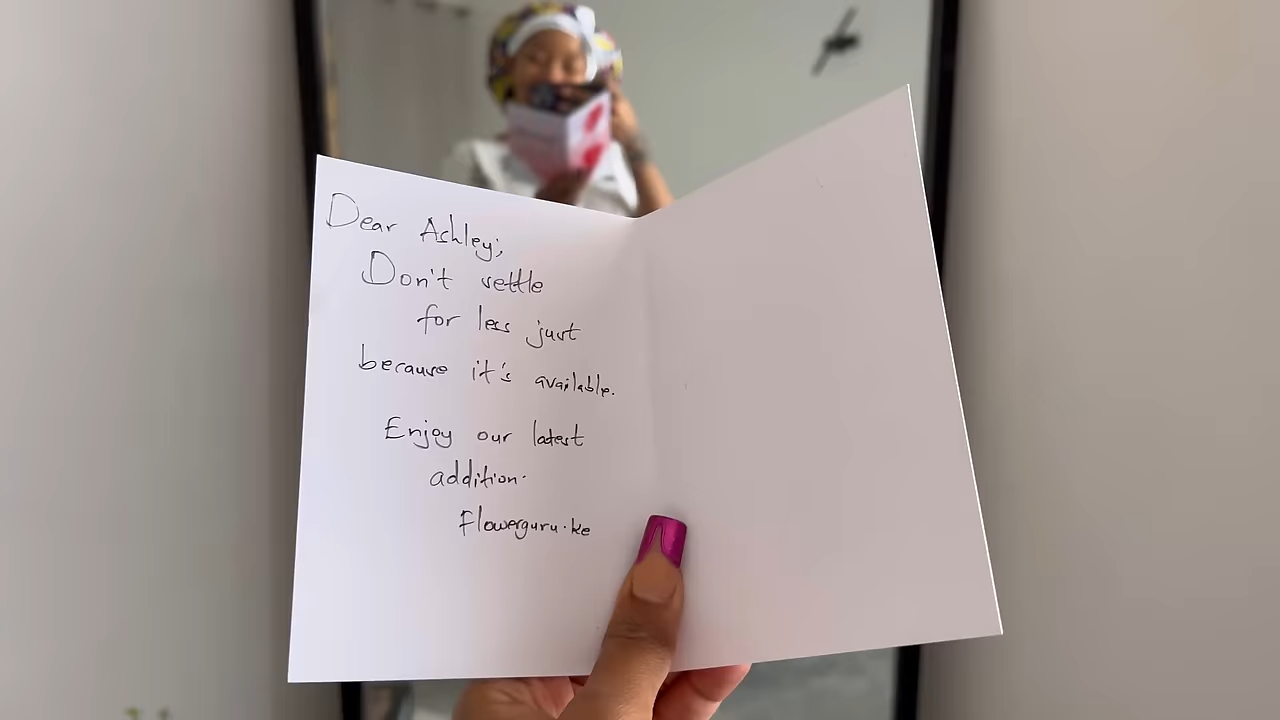 Dear Ashley;
Don't settle
for less just
because it's available.
Enjoy our latest
addition.
Flowerguru.ke